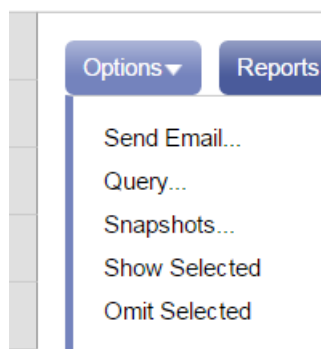 Options Reports
Send Email...
Query...
Snapshots...
Show Selected
Omit Selected